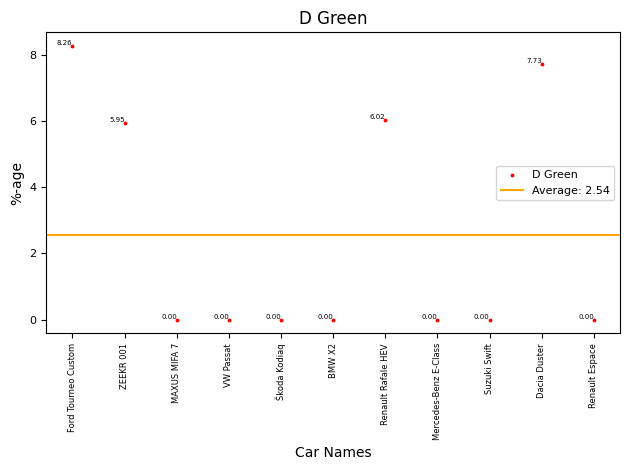 D Green
8.26
5.95
0.00
0.00
0.00
0.00
6.02
0.00
0.00
7.73
0.00
%-age
8
6
4
2
0
D Green
Average: 2.54
Ford Tourneo Custom
ZEEKR 001
MAXUS MIFA 7
VW Passat
Škoda Kodiaq
BMW X2
Renault Rafale HEV
Mercedes-Benz E-Class
Suzuki Swift
Dacia Duster
Renault Espace
Car Names